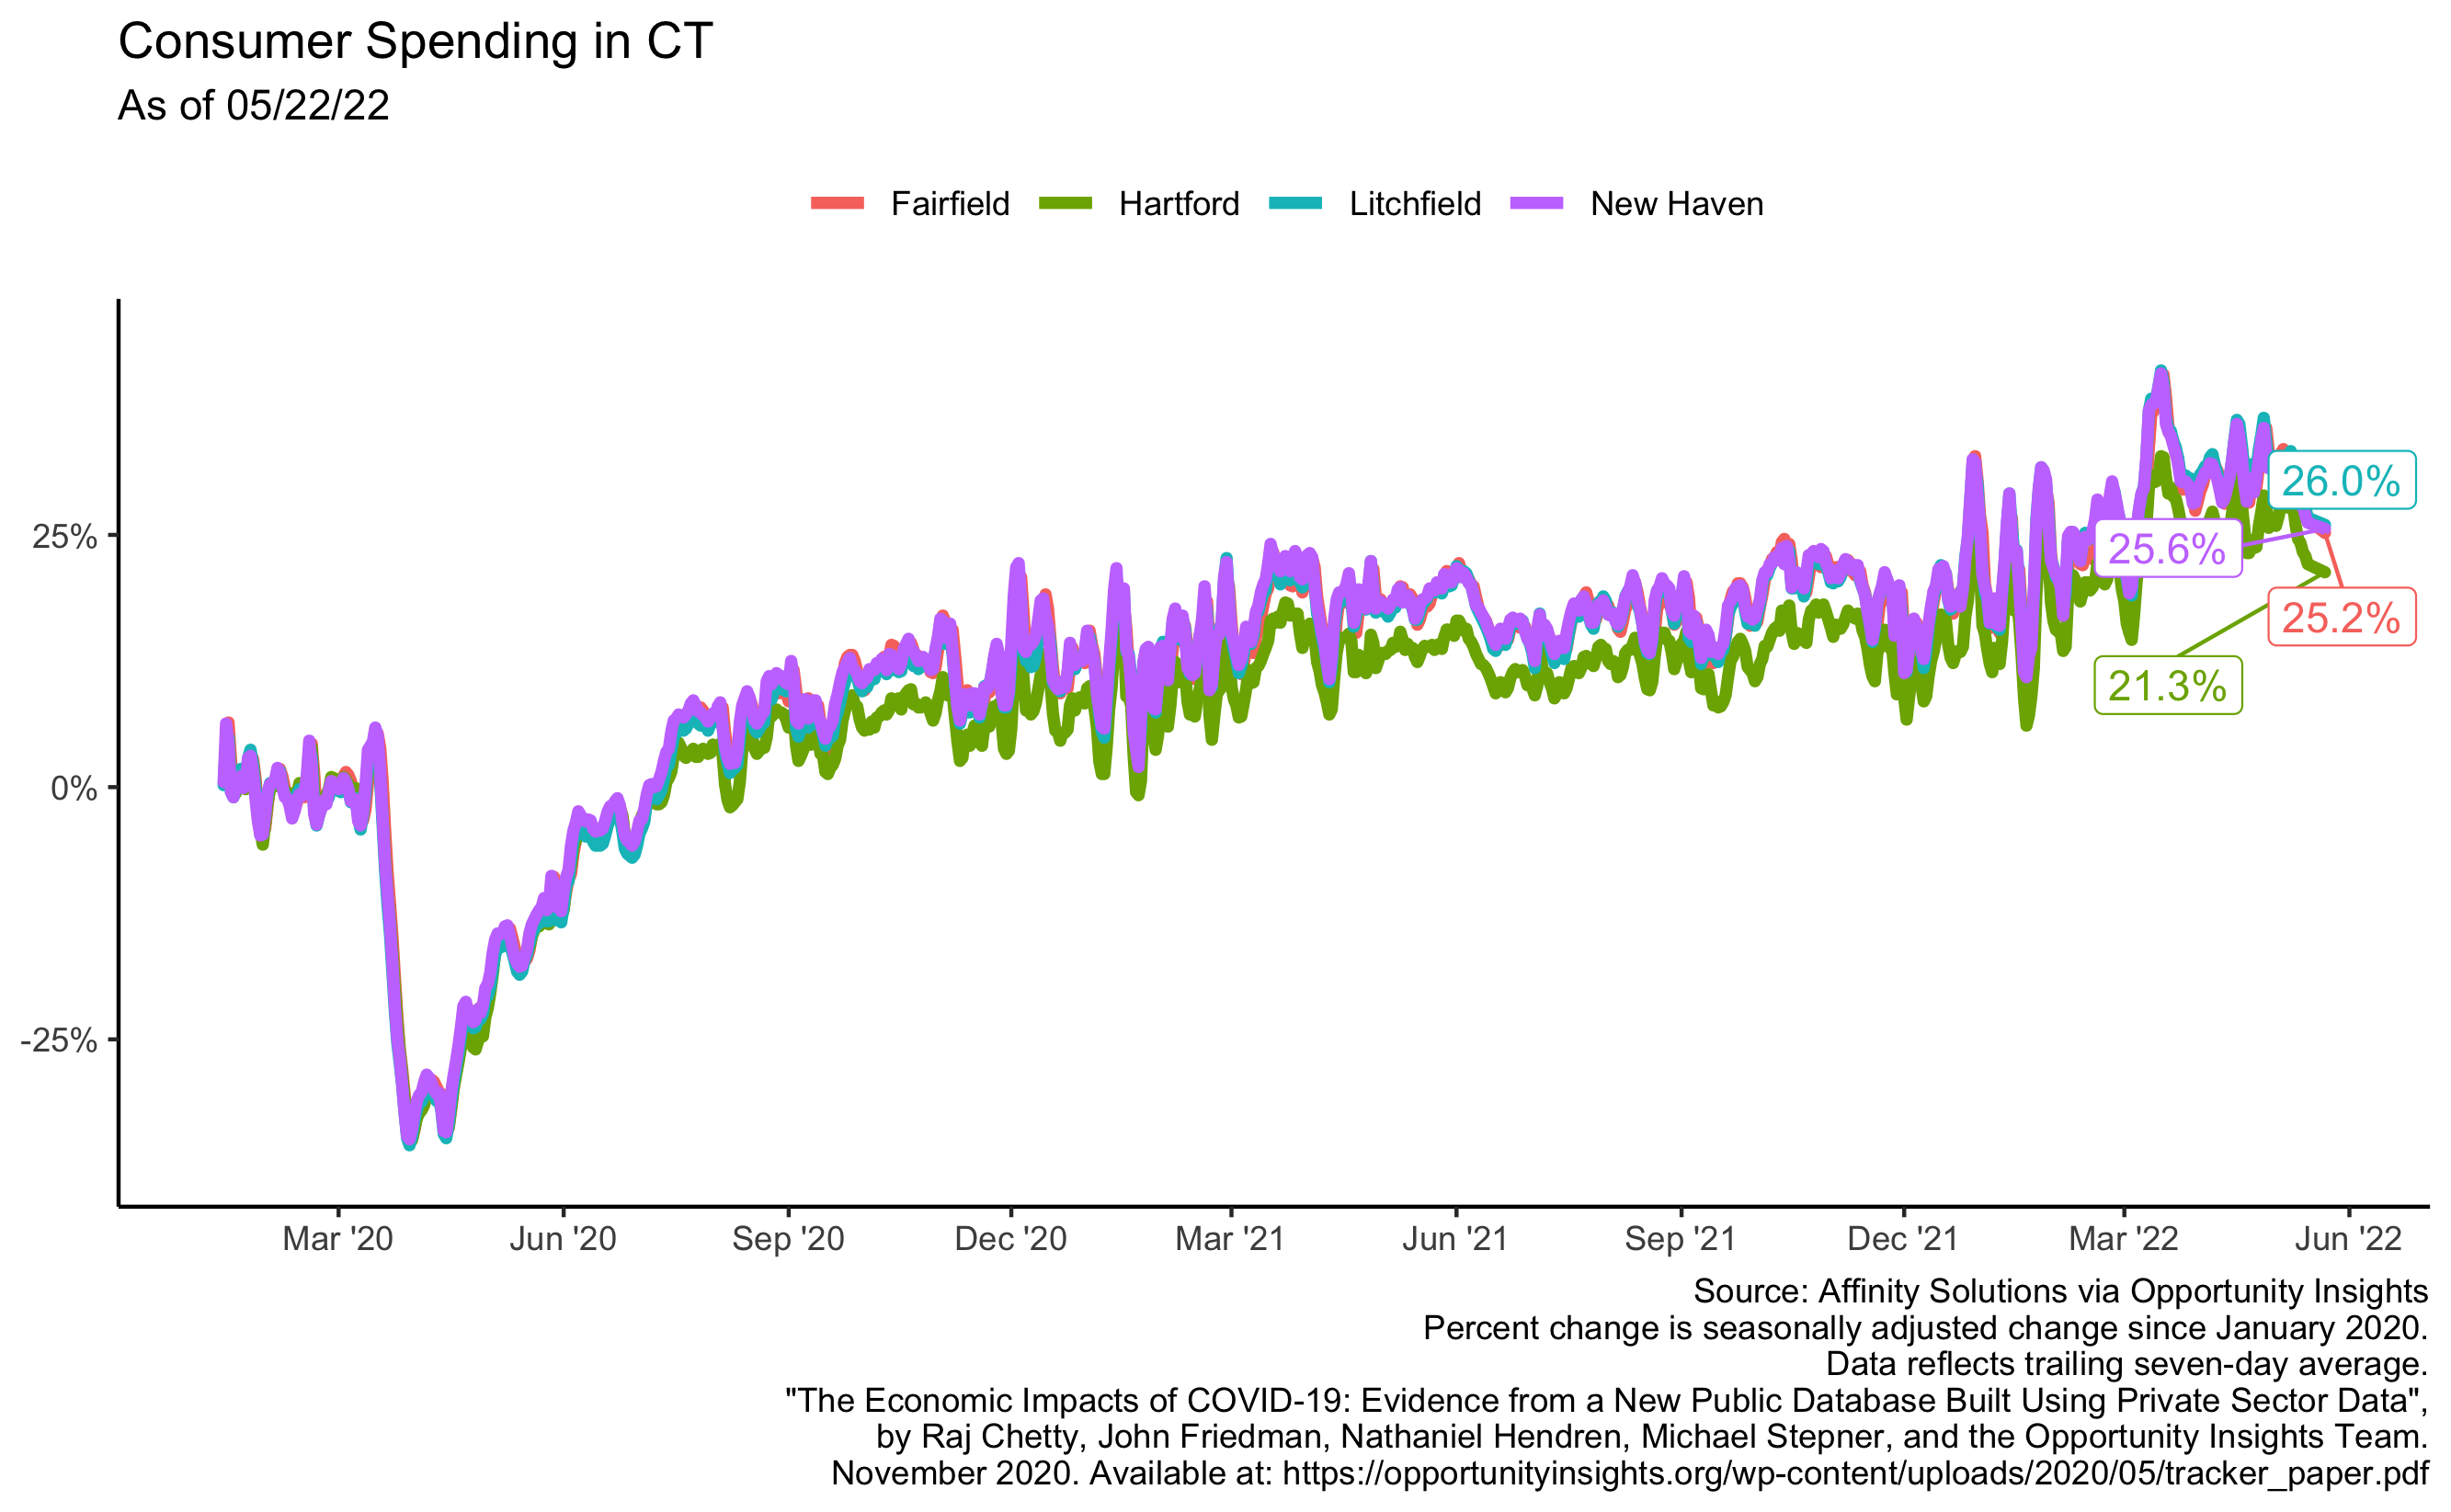 Consumer Spending in CT
As of 05/22/22
Fairfield Hartford Litchfield New Haven
25%
0%
-25%
26.0%
25.6%
25.2%
21.3%
Mar '20 Jun '20 Sep '20 Dec '20 Mar '21 Jun '21 Sep '21 Dec '21 Mar '22 Jun '22
Source: Affinity Solutions via Opportunity Insights
Percent change is seasonally adjusted change since January 2020.
Data reflects trailing seven-day average.
"The Economic Impacts of COVID-19: Evidence from a New Public Database Built Using Private Sector Data",
by Raj Chetty, John Friedman, Nathaniel Hendren, Michael Stepner, and the Opportunity Insights Team.
November 2020. Available at: https://opportunityinsights.org/wp-content/uploads/2020/05/tracker_paper.pdf